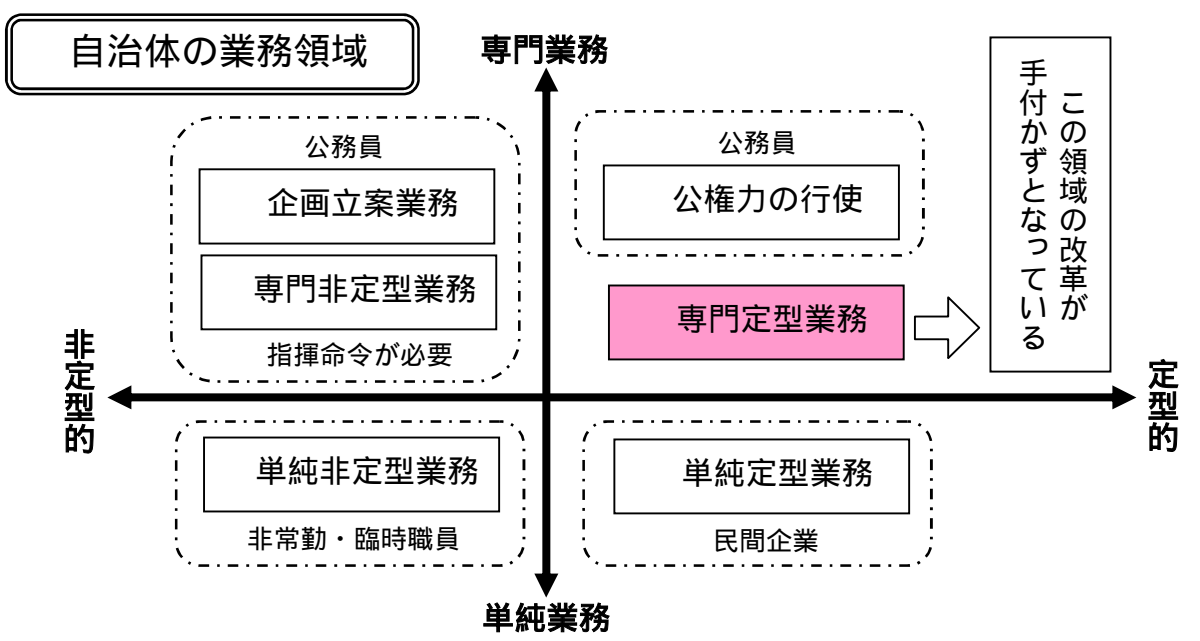 自治体の業務領域
専門業務
公務員
企画立案業務
専門非定型業務
指揮命令が必要
公務員
公権力の行使
専門定型業務
この領域の改革が
手付かずとなっている
非定型的
定型的
単純非定型業務
非常勤・臨時職員
単純定型業務
民間企業
単純業務